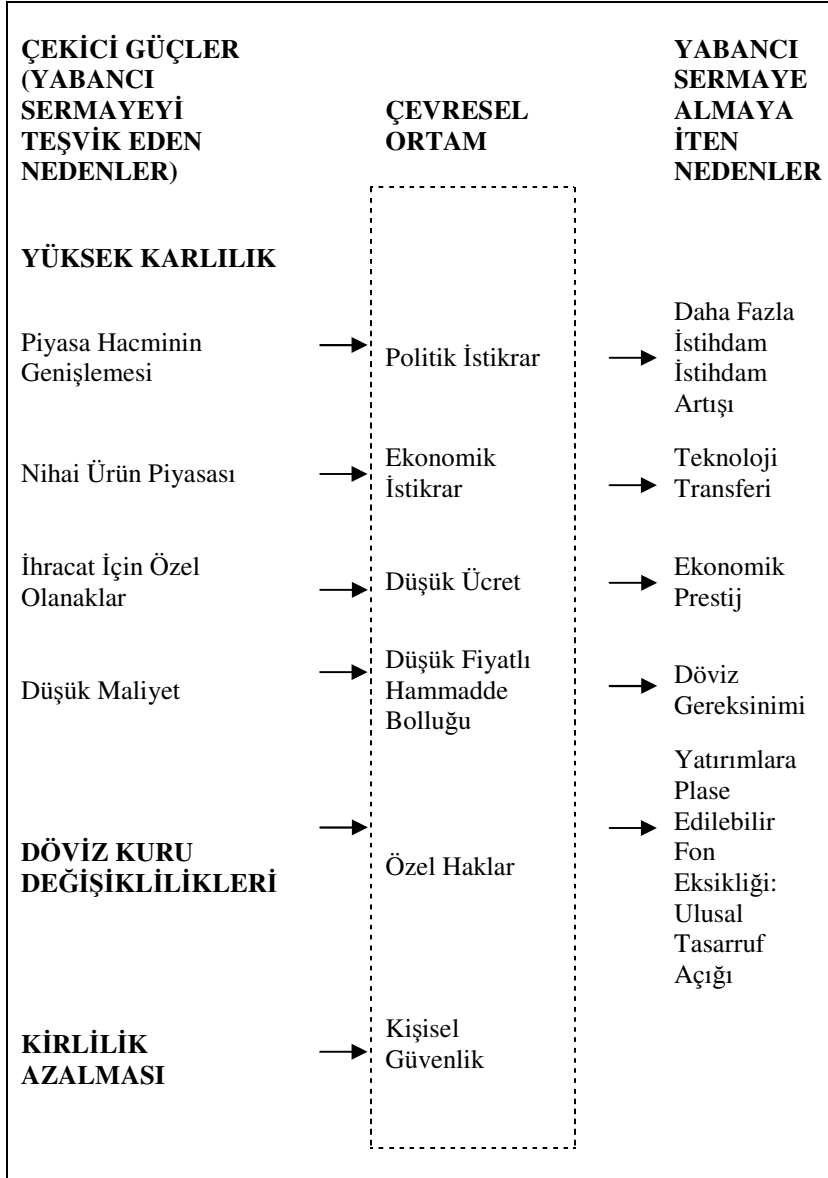 ÇEKİCİ GÜÇLER
(YABANCI
SERMAYEYİ
TEŞVİK EDEN
NEDENLER)
ÇEVRESEL
ORTAM
YABANCI
SERMAYE
ALMAYA
İTEN
NEDENLER
YÜKSEK KARLILIK
Piyasa Hacminin
Genişlemesi
Politik İstikrar
Daha Fazla
İstihdam
İstihdam
Artışı
Nihai Ürün Piyasası
Ekonomik
İstikrar
Teknoloji
Transferi
İhracat İçin Özel
Olanaklar
Düşük Ücret
Ekonomik
Prestij
Düşük Maliyet
Düşük Fiyatlı
Hammadde
Bolluğu
Döviz
Gereksinimi
DÖVİZ KURU
DEĞİŞİKLİLİKLERİ
Özel Haklar
Yatırımlara
Plase
Edilebilir
Fon
Eksikliği:
Ulusal
Tasarruf
Açığı
KİRLİLİK
AZALMASI
Kişisel
Güvenlik